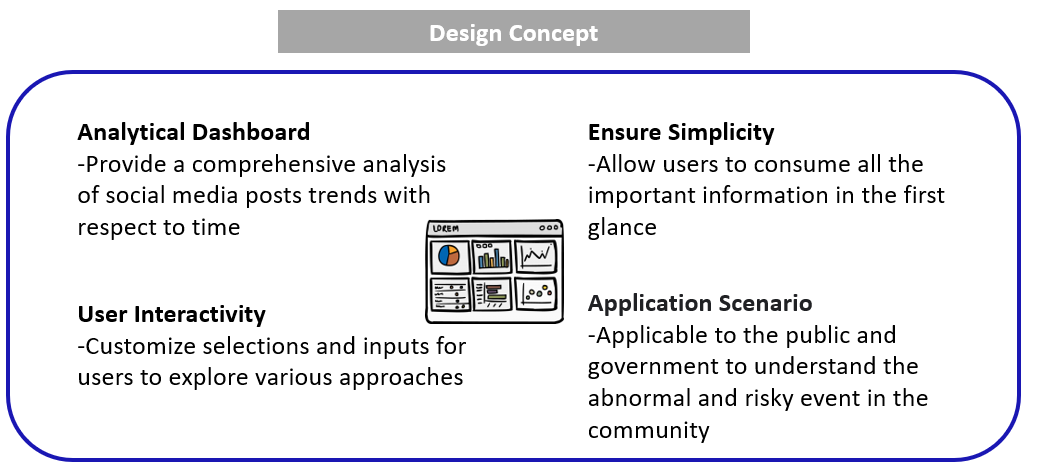 Design Concept
Analytical Dashboard
-Provide a comprehensive analysis
of social media posts trends with
respect to time
User Interactivity
-Customize selections and inputs for
users to explore various approaches
LOREM
Ensure Simplicity
-Allow users to consume all the
important information in the first
glance
Application Scenario
-Applicable to the public and
government to understand the
abnormal and risky event in the
community